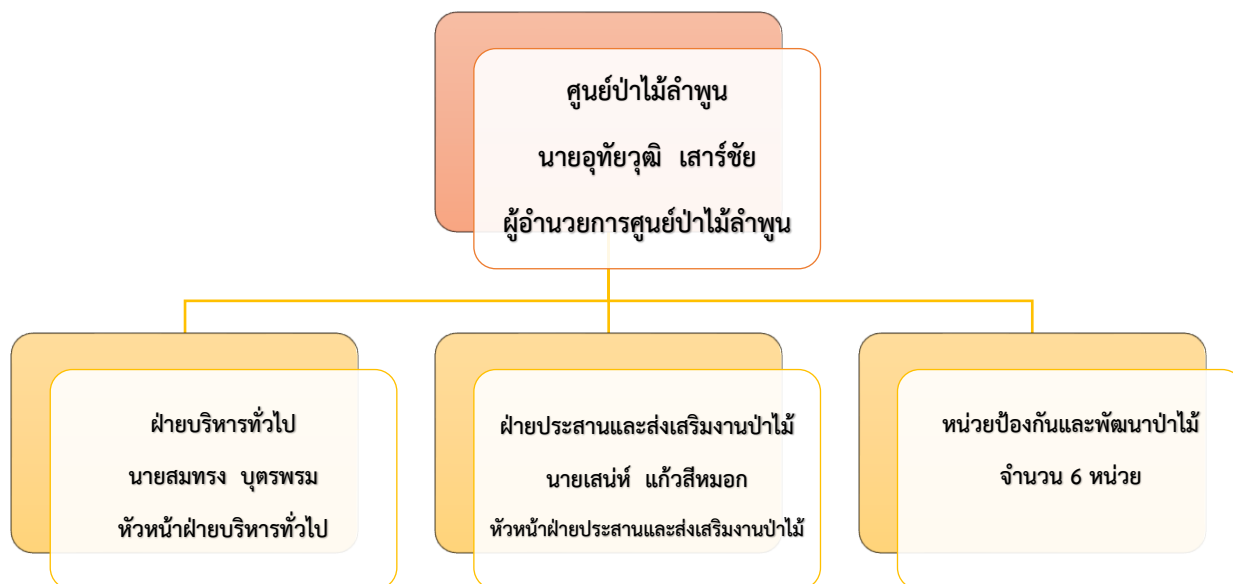 ศูนย์ป่าไม้ลำพูน
นายอุทัยวุฒิ เสาร์ชัย
ผู้อำนวยการศูนย์ป่าไม้ลำพูน
ฝ่ายบริหารทั่วไป
นายสมทรง บุตรพรม
หัวหน้าฝ่ายบริหารทั่วไป
ฝ่ายประสานและส่งเสริมงานป่าไม้
นายเสน่ห์ แก้วสีหมอก
หัวหน้าฝ่ายประสานและส่งเสริมงานป่าไม้
หน่วยป้องกันและพัฒนาป่าไม้
จำนวน 6 หน่วย